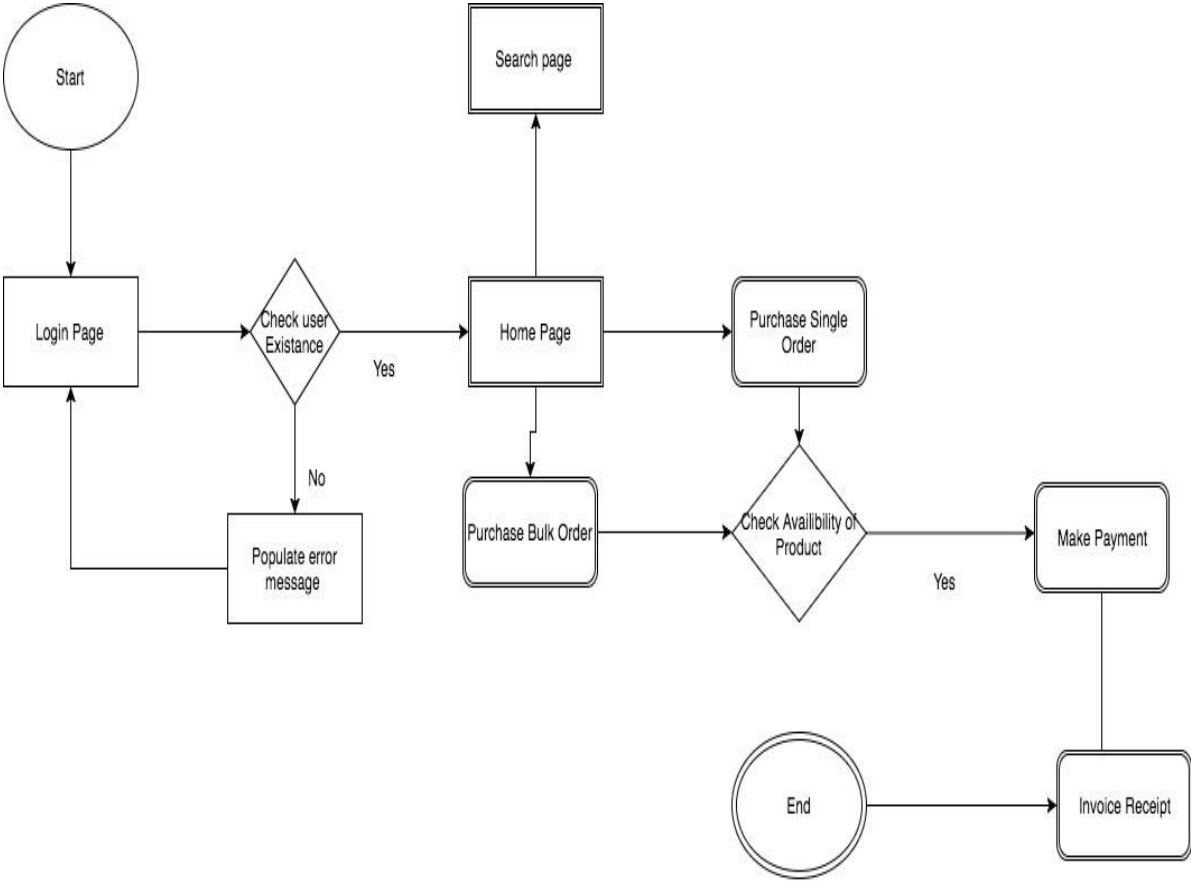 Start
Search page
Login Page
Check user
Existance
Yes
Home Page
Purchase Single
Order
No
Populate error
message
Purchase Bulk Order
Check Availibility of
Product
Yes
Make Payment
End
Invoice Receipt